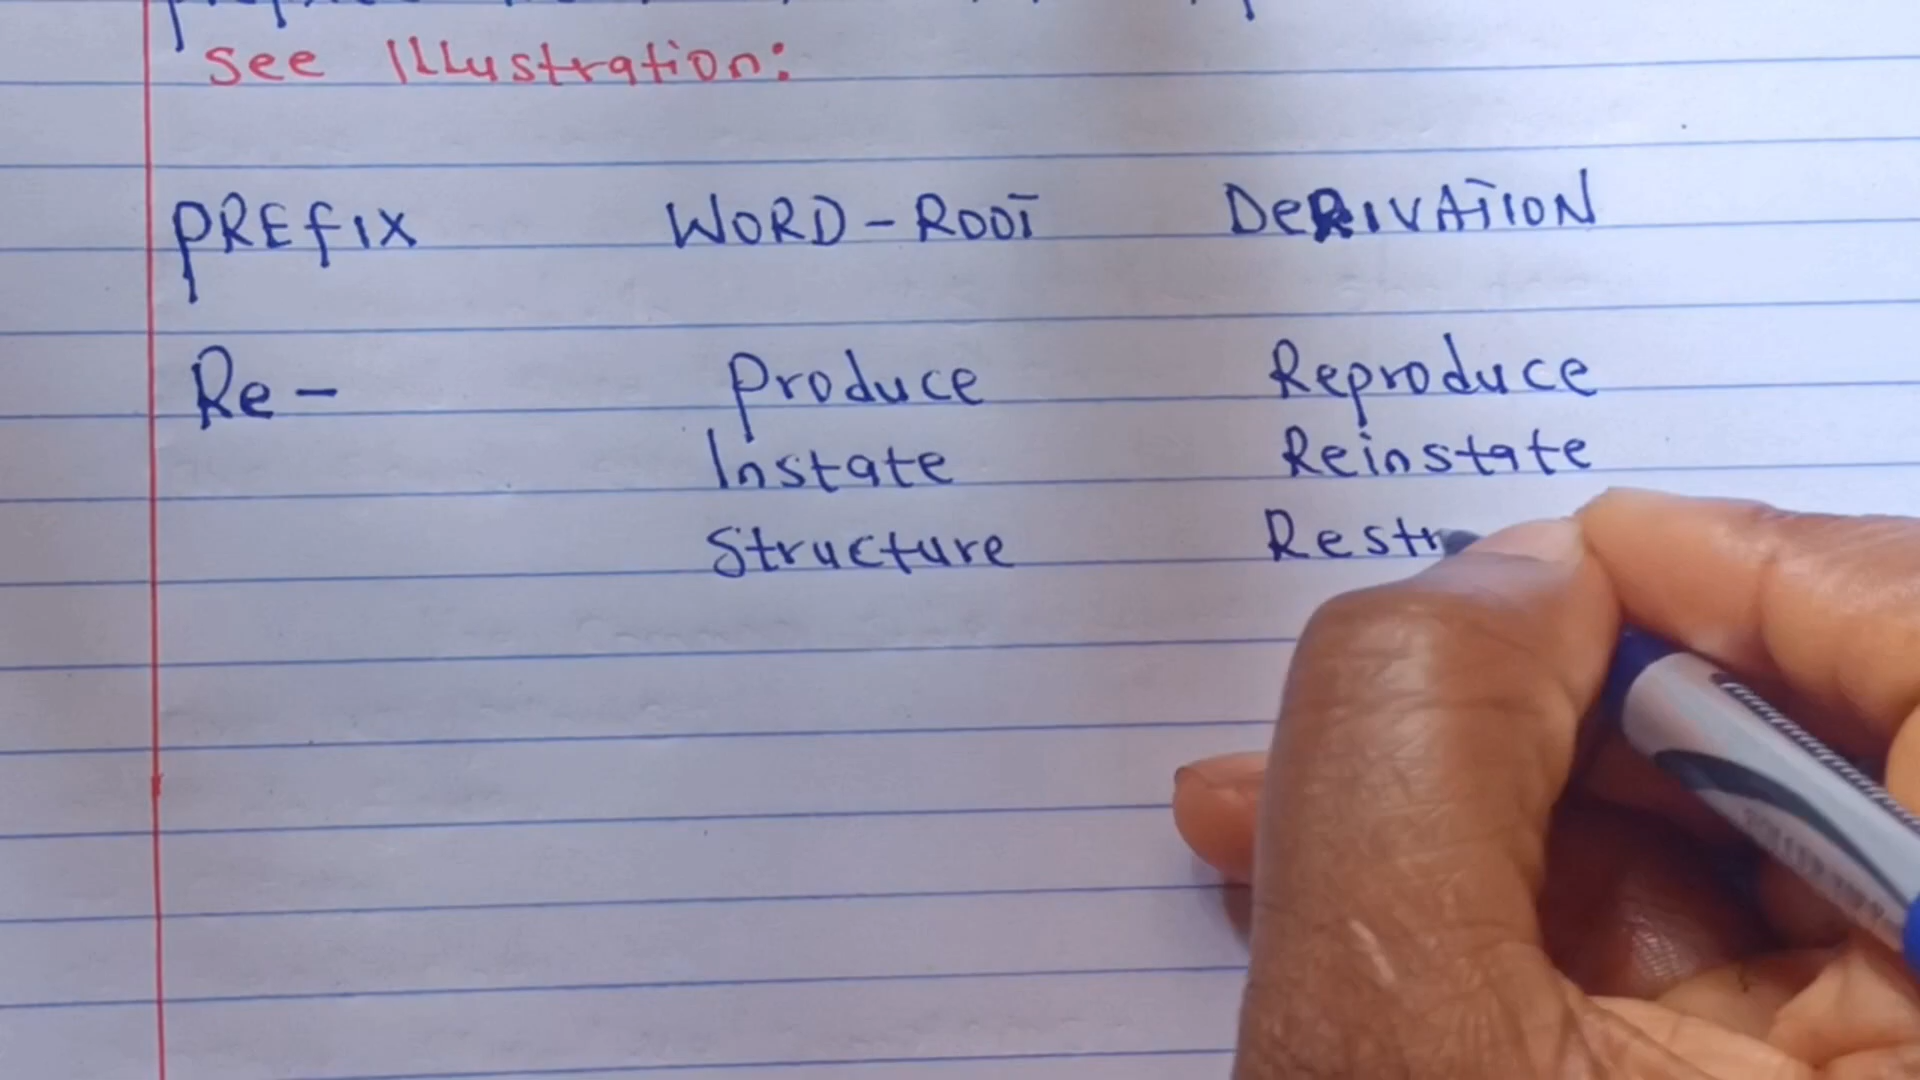 see Illustration:
PREfIX WORD-ROOT DeRIVATION
Re- Produce Reproduce
Instate Reinstate
Structure Restr